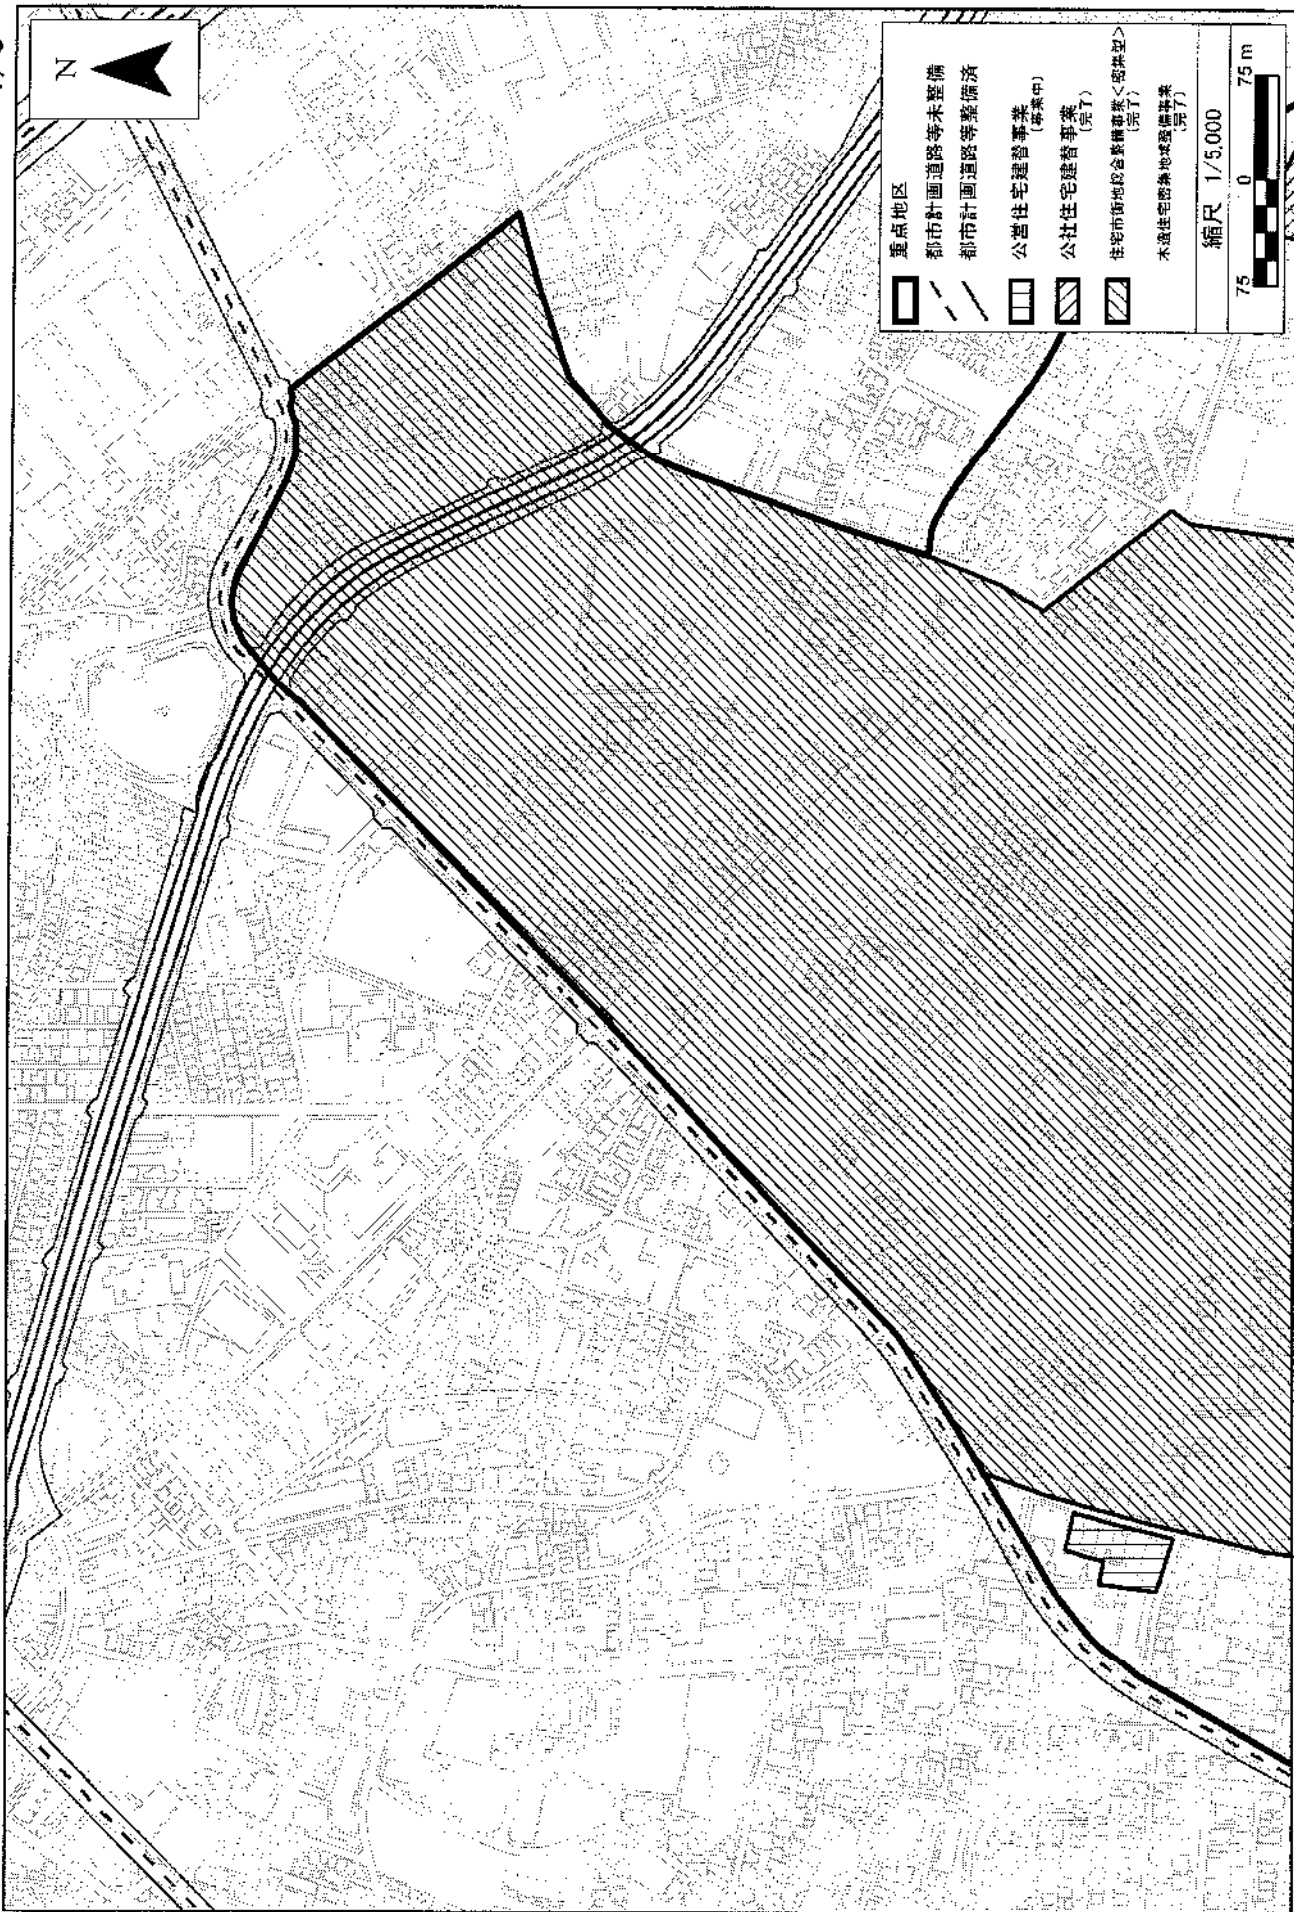 N
重点地区
都市計画道路等未整備
都市計画道路等整備済
公営住宅建替事業
(事業中)
公社住宅建替事業
(完了)
住宅市街地総合整備事業<密集型>
(完了)
木造住宅密集地域整備事業
(完了)
縮尺 1/5,000
75 0 75 m